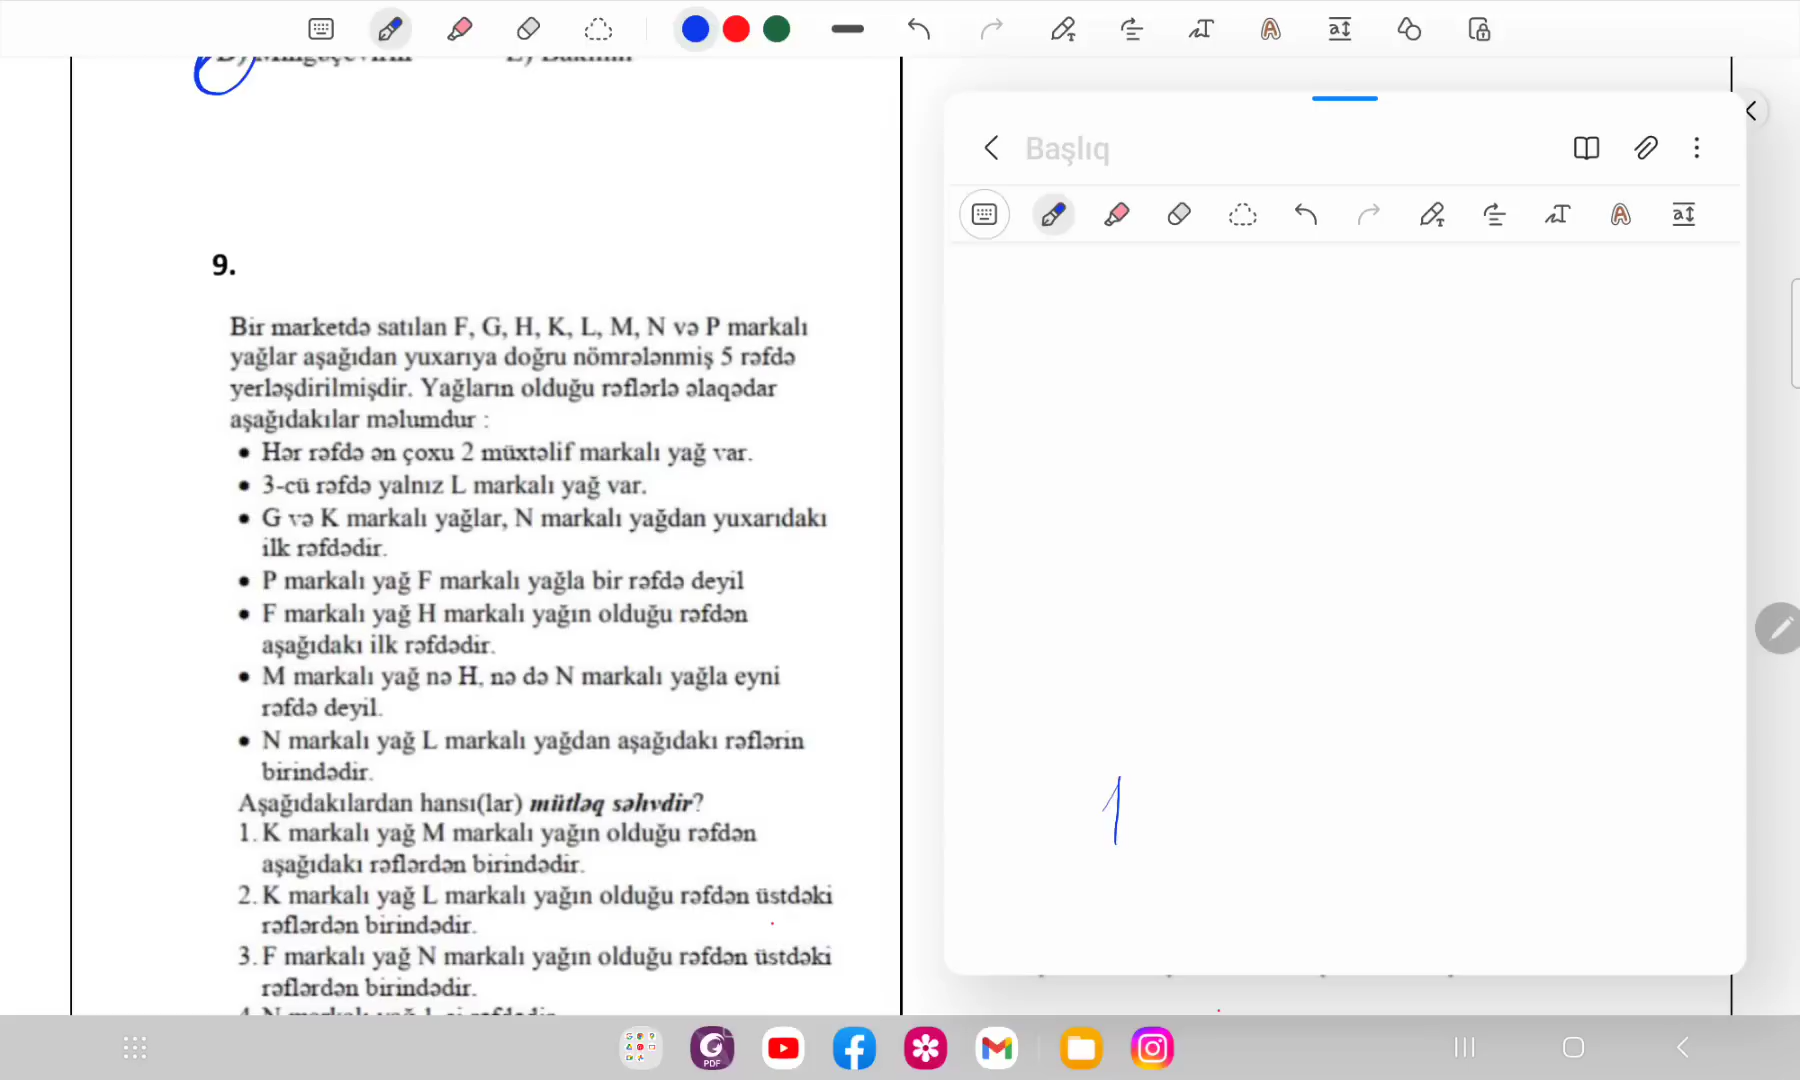 Başlıq
9.
Bir marketdə satılan F, G, H, K, L, M, N və P markalı
yağlar aşağıdan yuxarıya doğru nömrələnmiş 5 rəfdə
yerləşdirilmişdir. Yağların olduğu rəflərlə əlaqədar
aşağıdakılar məlumdur :
• Hər rəfdə ən çoxu 2 müxtəlif markalı yağ var.
• 3-cü rəfdə yalnız L markalı yağ var.
• G və K markalı yağlar, N markalı yağdan yuxarıdakı
ilk rəfdədir.
• P markalı yağ F markalı yağla bir rəfdə deyil
• F markalı yağ H markalı yağın olduğu rəfdən
aşağıdakı ilk rəfdədir.
• M markalı yağ nə H, nə də N markalı yağla eyni
rəfdə deyil.
• N markalı yağ L markalı yağdan aşağıdakı rəflərin
birindədir.
Aşağıdakılardan hansı(lar) mütləq səhvdir?
1. K markalı yağ M markalı yağın olduğu rəfdən
aşağıdakı rəflərdən birindədir.
2. K markalı yağ L markalı yağın olduğu rəfdən üstdəki
rəflərdən birindədir.
3. F markalı yağ N markalı yağın olduğu rəfdən üstdəki
rəflərdən birindədir.
1
PDF